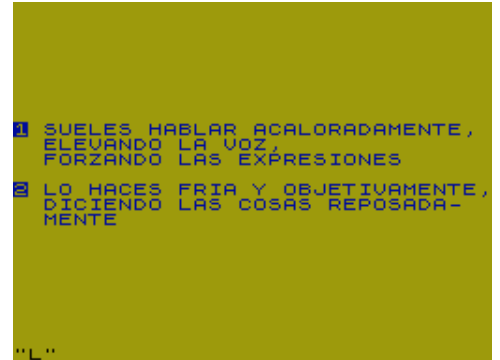 1 SUELES HABLAR ACALORADAMENTE,
ELEVANDO LA VOZ,
FORZANDO LAS EXPRESIONES
2 LO HACES FRIA Y OBJETIVAMENTE,
DICIENDO LAS COSAS REPOSADA-
MENTE
"L"